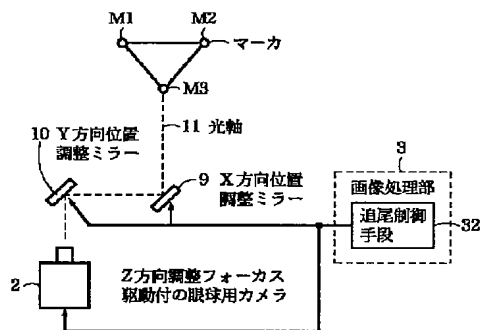 M1
M2
マーカ
M3
11 光軸
10 Y方向位置
調整ミラー
9 X方向位置
調整ミラー
3
画像処理部
追尾制御
手段
32
2
Z方向調整フォーカス
駆動付の眼球用カメラ